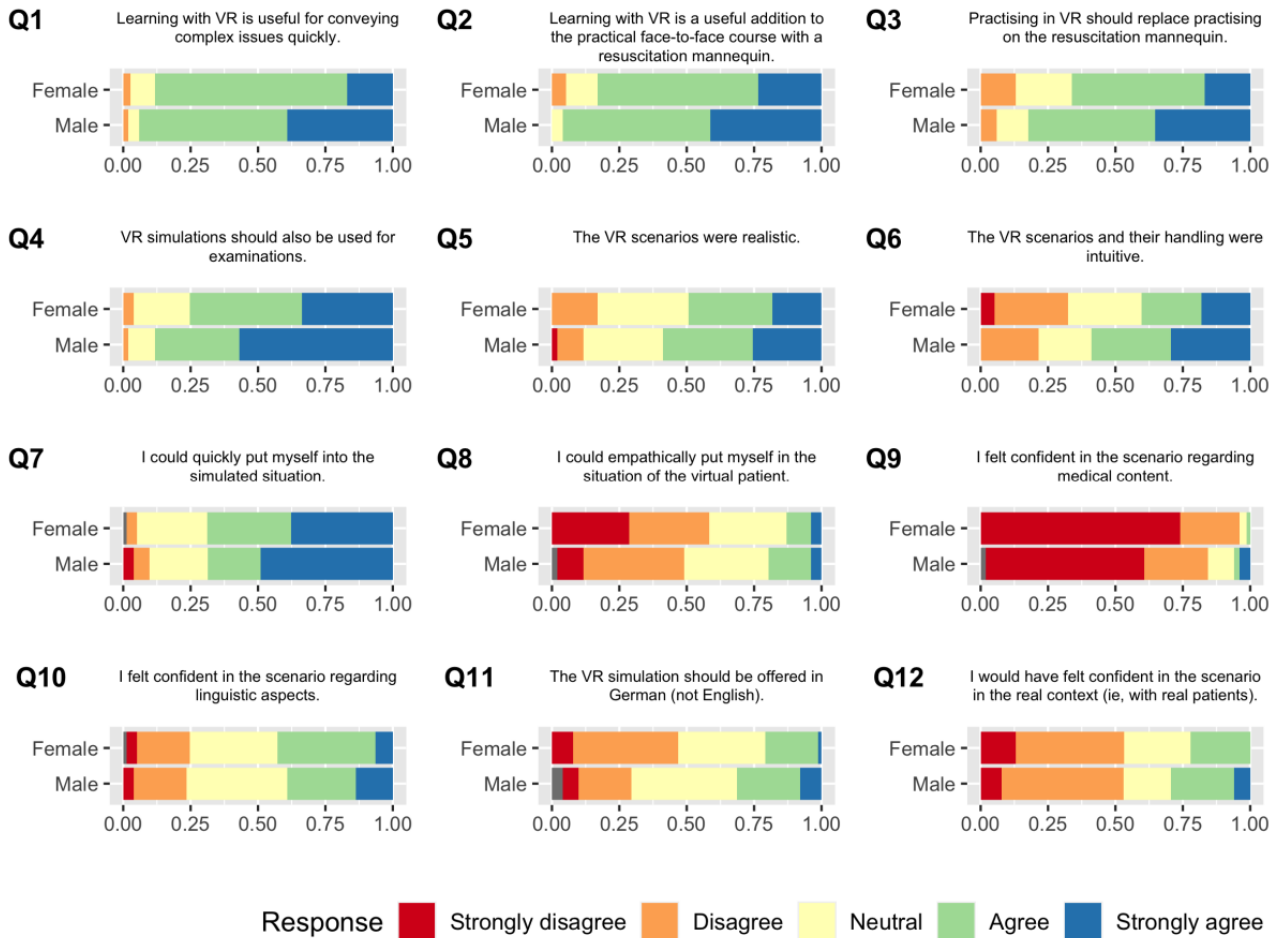 Q1
Learning with VR is useful for conveying
complex issues quickly.
Female
Male
0.00 0.25 0.50 0.75 1.00
Q2
Learning with VR is a useful addition to
the practical face-to-face course with a
resuscitation mannequin.
Female
Male
0.00 0.25 0.50 0.75 1.00
Q3
Practising in VR should replace practising
on the resuscitation mannequin.
Female
Male
0.00 0.25 0.50 0.75 1.00
Q4
VR simulations should also be used for
examinations.
Female
Male
0.00 0.25 0.50 0.75 1.00
Q5
The VR scenarios were realistic.
Female
Male
0.00 0.25 0.50 0.75 1.00
Q6
The VR scenarios and their handling were
intuitive.
Female
Male
0.00 0.25 0.50 0.75 1.00
Q7
I could quickly put myself into the
simulated situation.
Female
Male
0.00 0.25 0.50 0.75 1.00
Q8
I could empathically put myself in the
situation of the virtual patient.
Female
Male
0.00 0.25 0.50 0.75 1.00
Q9
I felt confident in the scenario regarding
medical content.
Female
Male
0.00 0.25 0.50 0.75 1.00
Q10
I felt confident in the scenario regarding
linguistic aspects.
Female
Male
0.00 0.25 0.50 0.75 1.00
Q11
The VR simulation should be offered in
German (not English).
Female
Male
0.00 0.25 0.50 0.75 1.00
Q12
I would have felt confident in the scenario
in the real context (ie, with real patients).
Female
Male
0.00 0.25 0.50 0.75 1.00
Response Strongly disagree Disagree Neutral Agree Strongly agree